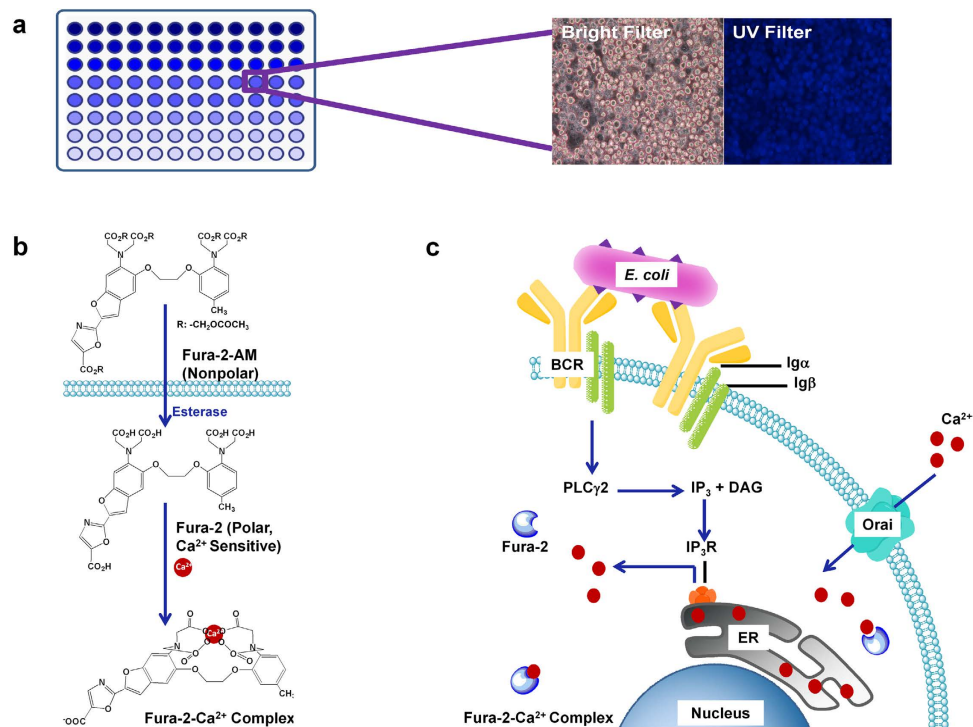 a
Bright Filter
UV Filter
b
CO₂R CO₂R
CO₂R CO₂R
N
N
O
O
O
N
O
CH₃
R: -CH₂OCOCH₃
CO₂R
Fura-2-AM
(Nonpolar)
Esterase
CO₂H CO₂H
CO₂H CO₂H
N
N
O
O
O
N
O
CH₃
CO₂H
Fura-2 (Polar,
Ca²⁺ Sensitive)
Ca²⁺
O
O
O
O
Ca²⁺
N
N
O
O
O
O
O
O
O
N
O
CH₃
⁻OOC
Fura-2-Ca²⁺ Complex
c
E. coli
BCR
Igα
Igβ
Ca²⁺
PLCγ2
IP₃ + DAG
Orai
Fura-2
IP₃R
ER
Nucleus
Fura-2-Ca²⁺ Complex